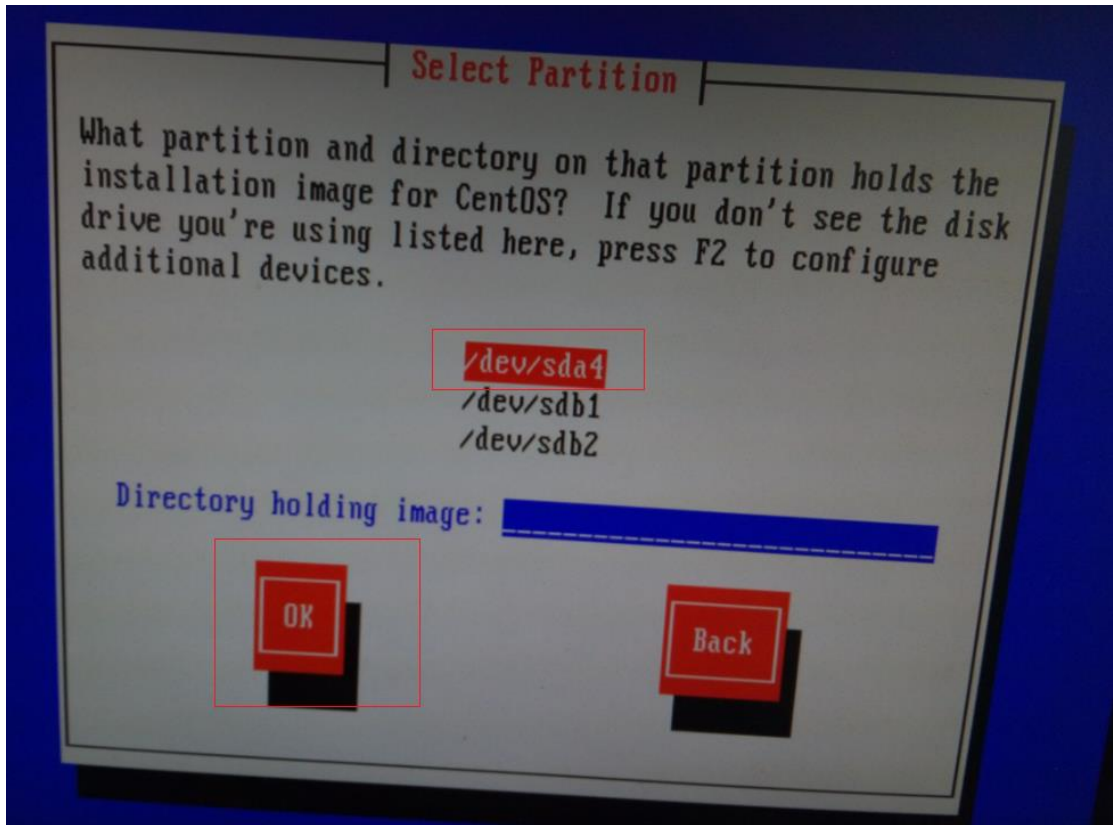 Select Partition
What partition and directory on that partition holds the
installation image for CentOS?  If you don't see the disk
drive you're using listed here, press F2 to configure
additional devices.
/dev/sda4
/dev/sdb1
/dev/sdb2
Directory holding image:
OK
Back